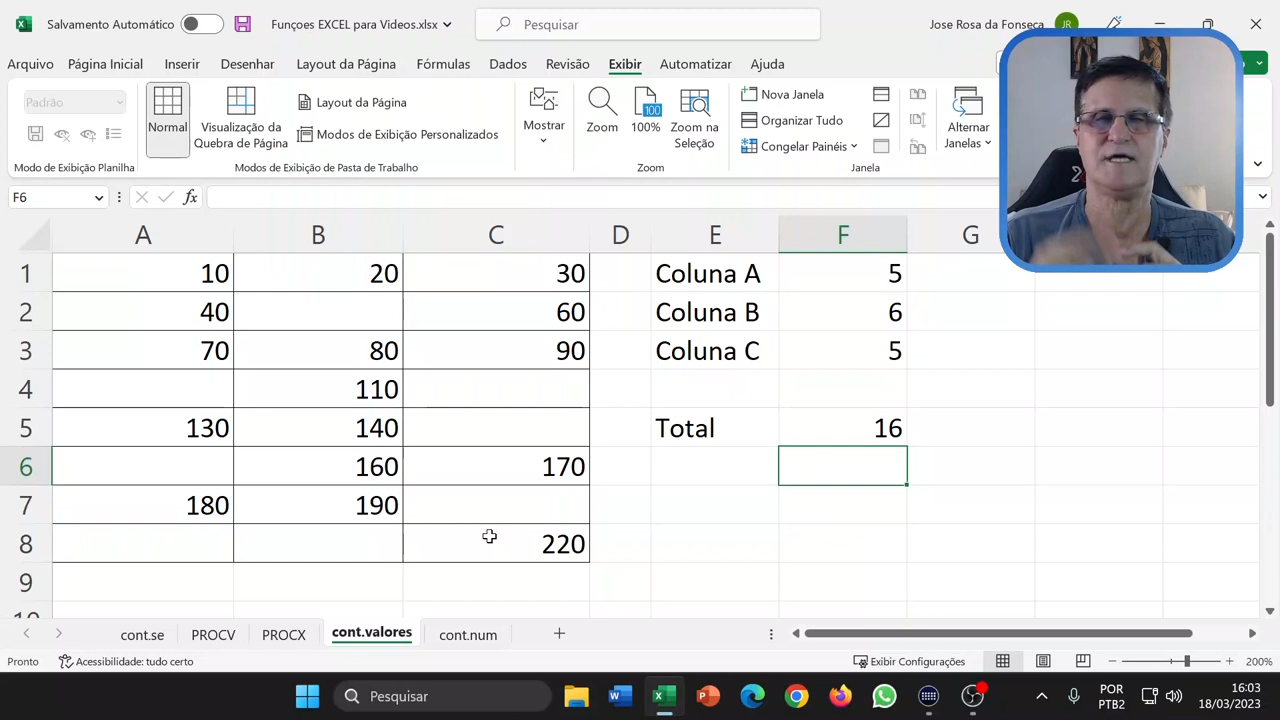 Salvamento Automático Funçoes EXCEL para Videos.xlsx Pesquisar Jose Rosa da Fonseca JR
Arquivo Página Inicial Inserir Desenhar Layout da Página Fórmulas Dados Revisão Exibir Automatizar Ajuda
Padrão
Normal
Visualização da Quebra de Página
Layout da Página
Modos de Exibição Personalizados
Mostrar
Zoom
100
100%
Zoom na Seleção
Nova Janela
Organizar Tudo
Congelar Painéis
Alternar Janelas
Modo de Exibição Planilha Modos de Exibição de Pasta de Trabalho Zoom Janela
F6 fx
A B C D E F G
1 10 20 30 Coluna A 5
2 40 60 Coluna B 6
3 70 80 90 Coluna C 5
4 110
5 130 140 Total 16
6 160 170
7 180 190
8 220
9
cont.se PROCV PROCX cont.valores cont.num
Pronto Acessibilidade: tudo certo Exibir Configurações 200%
Pesquisar POR 16:03
PTB2 18/03/2023